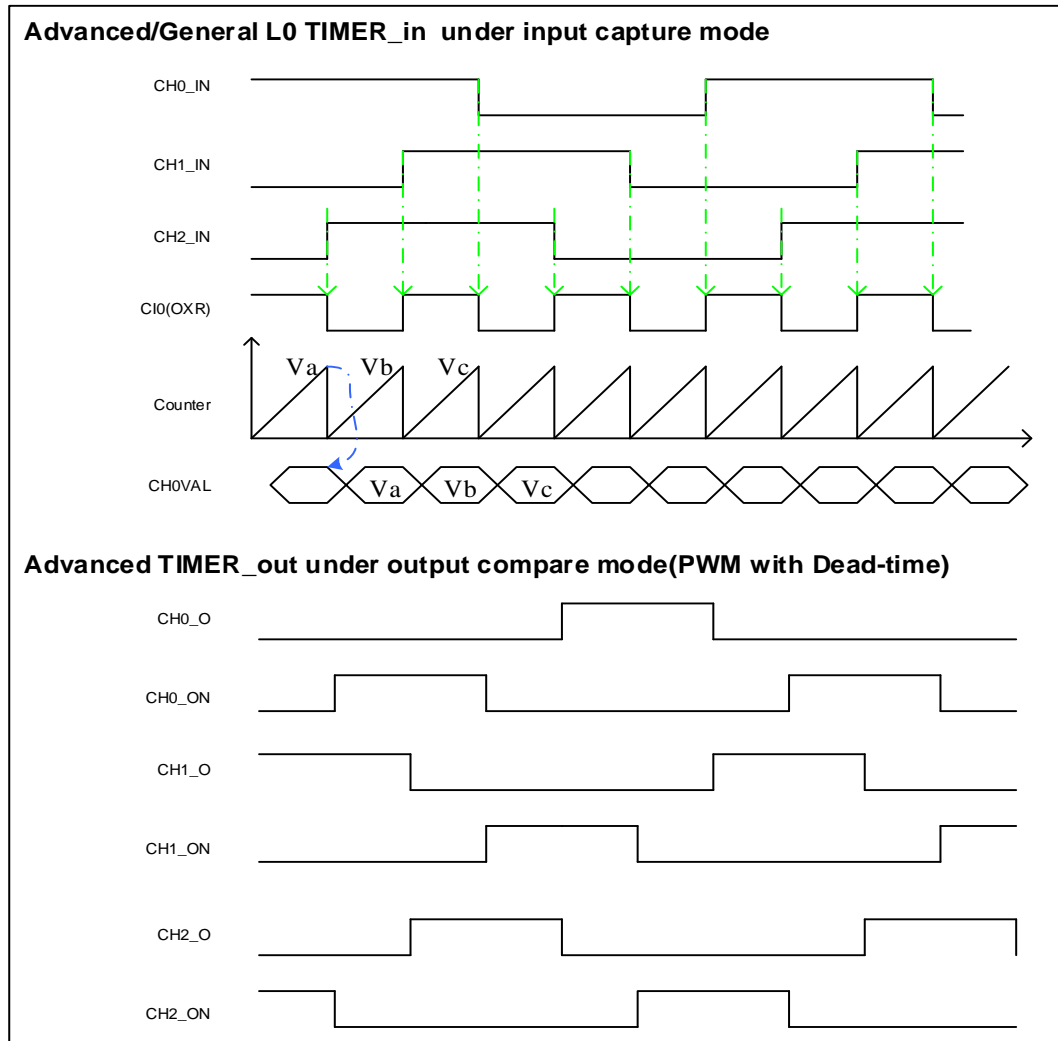 Advanced/General L0 TIMER_in under input capture mode
CH0_IN
CH1_IN
CH2_IN
CI0(OXR)
Va Vb Vc
Counter
CH0VAL
Va Vb Vc
Advanced TIMER_out under output compare mode(PWM with Dead-time)
CH0_O
CH0_ON
CH1_O
CH1_ON
CH2_O
CH2_ON